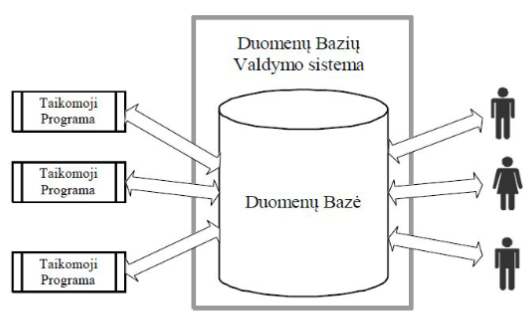 Duomenų Bazių
Valdymo sistema
Taikomoji
Programa
Taikomoji
Programa
Duomenų Bazė
Taikomoji
Programa